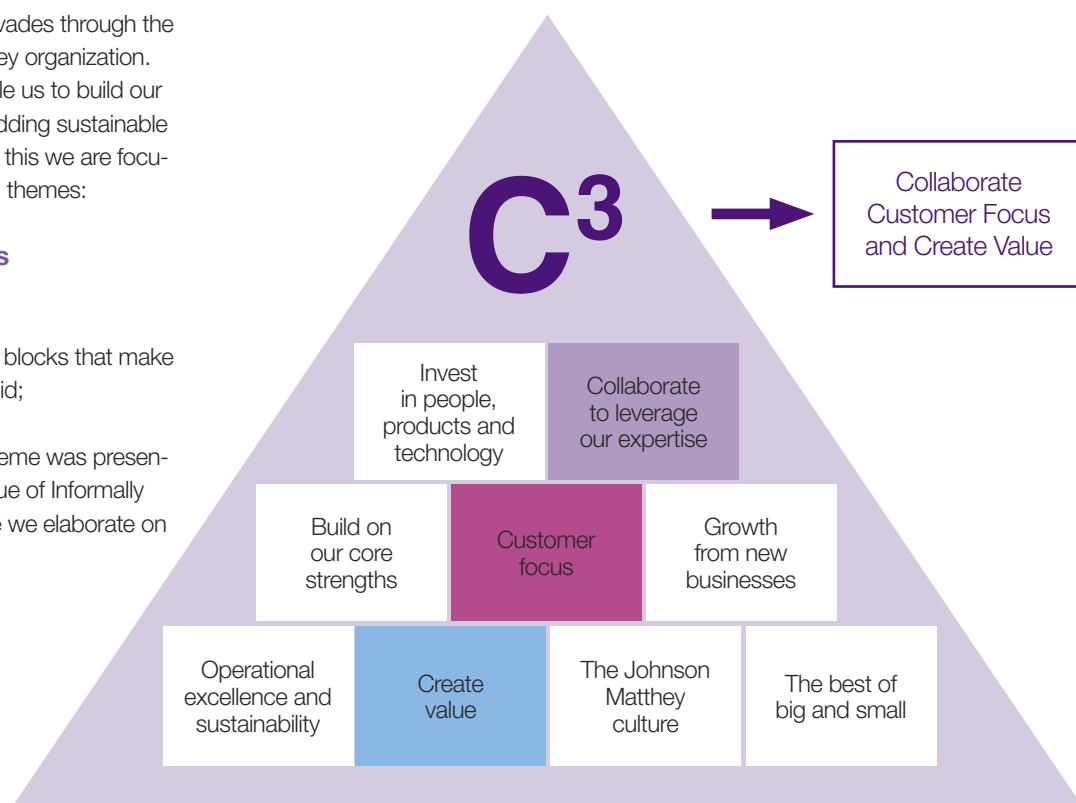 vades through the
ey organization.
le us to build our
dding sustainable
this we are focu-
themes:
s
blocks that make
id;
eme was presen-
ue of Informally
e we elaborate on
C³
Collaborate
Customer Focus
and Create Value
Invest
in people,
products and
technology
Collaborate
to leverage
our expertise
Build on
our core
strengths
Customer
focus
Growth
from new
businesses
Operational
excellence and
sustainability
Create
value
The Johnson
Matthey
culture
The best of
big and small